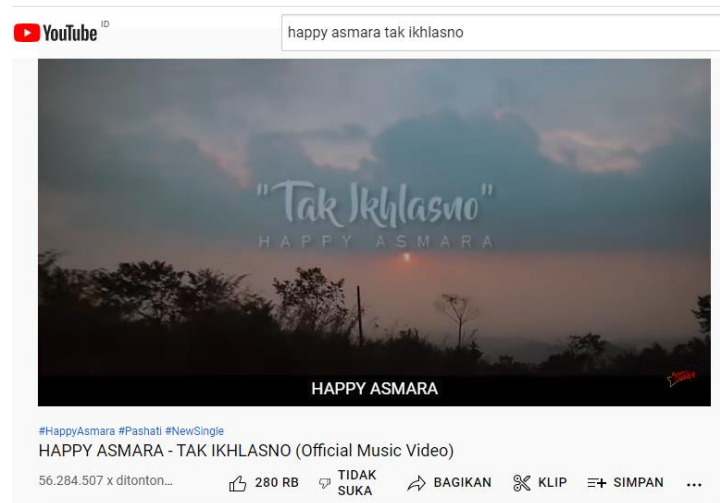 YouTube ID
happy asmara tak ikhlasno
"Tak Ikhlasno"
HAPPY ASMARA
HAPPY ASMARA
#HappyAsmara #Pashati #NewSingle
HAPPY ASMARA - TAK IKHLASNO (Official Music Video)
56.284.507 x ditonton... 280 RB TIDAK SUKA BAGIKAN KLIP SIMPAN ...